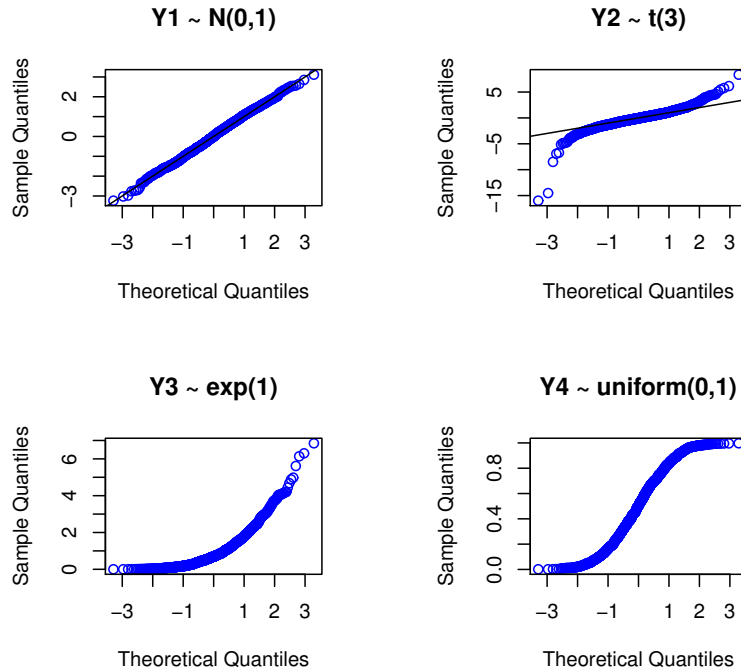 Y1 ~ N(0,1)
Sample Quantiles
−3 0 2
−3 −1 1 2 3
Theoretical Quantiles
Y2 ~ t(3)
Sample Quantiles
−15 −5 5
−3 −1 1 2 3
Theoretical Quantiles
Y3 ~ exp(1)
Sample Quantiles
0 2 4 6
−3 −1 1 2 3
Theoretical Quantiles
Y4 ~ uniform(0,1)
Sample Quantiles
0.0 0.4 0.8
−3 −1 1 2 3
Theoretical Quantiles